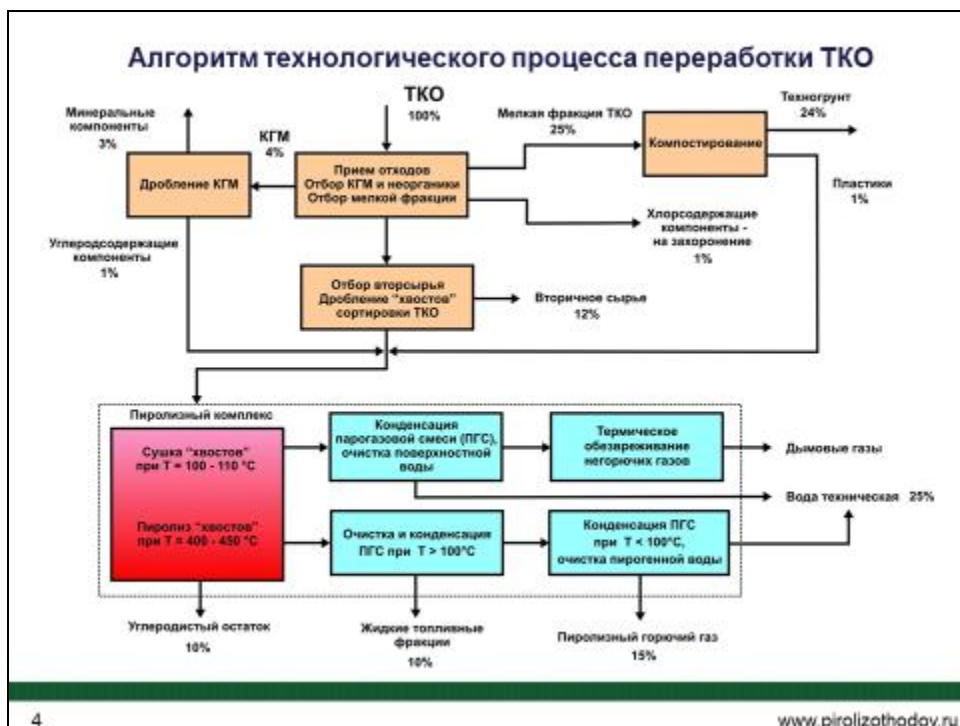 Алгоритм технологического процесса переработки ТКО
Минеральные
компоненты
3%
КГМ
4%
ТКО
100%
Мелкая фракция ТКО
25%
Техногрунт
24%
Дробление КГМ
Прием отходов
Отбор КГМ и неорганики
Отбор мелкой фракции
Компостирование
Пластики
1%
Углеродсодержащие
компоненты
1%
Хлорсодержащие
компоненты -
на захоронение
1%
Отбор вторсырья
Дробление "хвостов"
сортировки ТКО
Вторичное сырье
12%
Пиролизный комплекс
Сушка "хвостов"
при Т = 100 - 110 °С
Конденсация
парогазовой смеси (ПГС),
очистка поверхностной
воды
Термическое
обезвреживание
негорючих газов
Дымовые газы
Вода техническая 25%
Пиролиз "хвостов"
при Т = 400 - 450 °С
Очистка и конденсация
ПГС при Т > 100°С
Конденсация ПГС
при Т < 100°С,
очистка пирогенной воды
Углеродистый остаток
10%
Жидкие топливные
фракции
10%
Пиролизный горючий газ
15%
4
www.pirolizothodov.ru